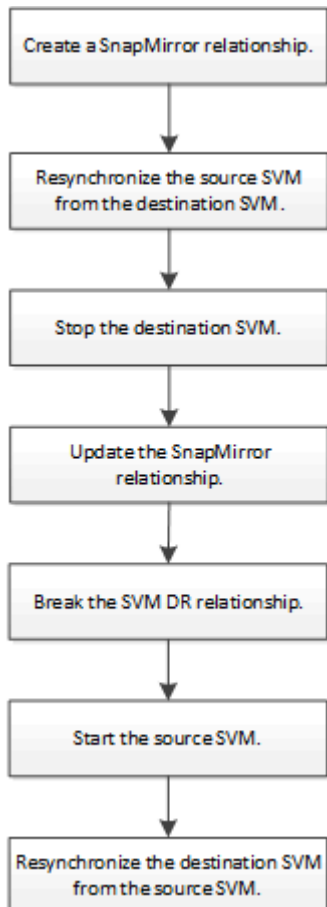 Create a SnapMirror relationship.
Resynchronize the source SVM
from the destination SVM.
Stop the destination SVM.
Update the SnapMirror
relationship.
Break the SVM DR relationship.
Start the source SVM.
Resynchronize the destination SVM
from the source SVM.